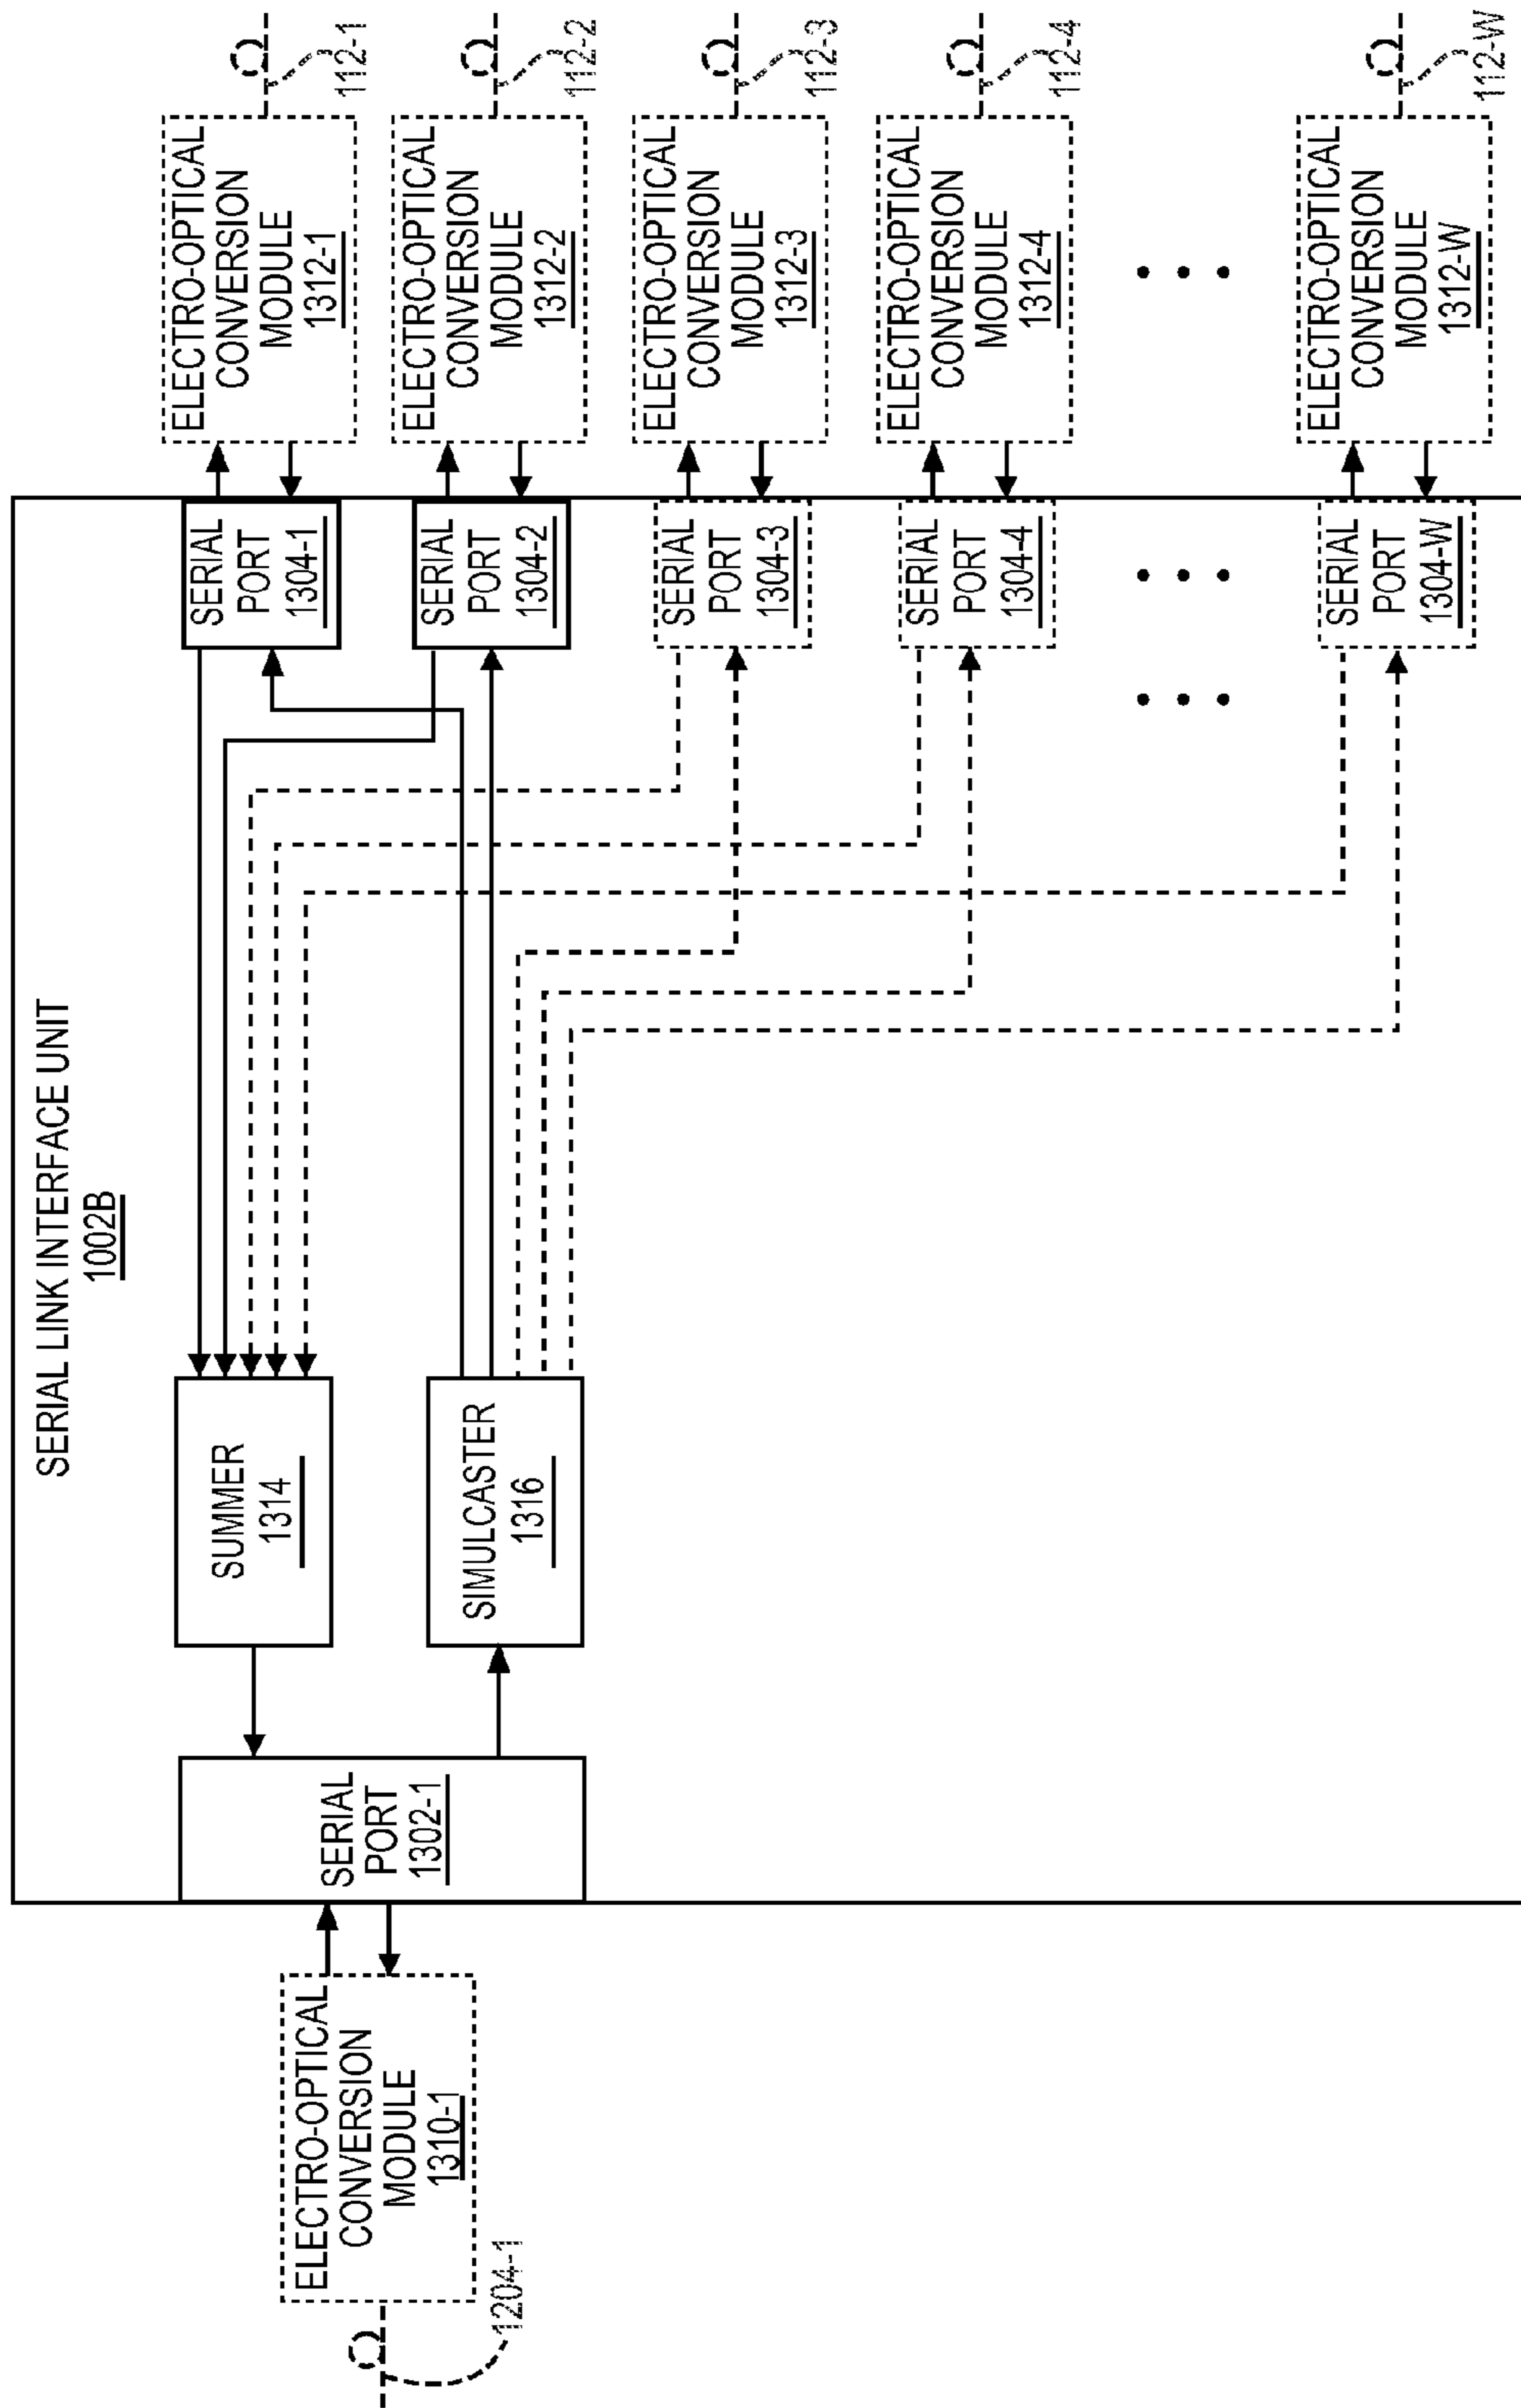 SERIAL LINK INTERFACE UNIT
1002B
ELECTRO-OPTICAL
CONVERSION
MODULE
1310-1
1204-1
SERIAL
PORT
1302-1
SUMMER
1314
SIMULCASTER
1316
SERIAL
PORT
1304-1
ELECTRO-OPTICAL
CONVERSION
MODULE
1312-1
112-1
SERIAL
PORT
1304-2
ELECTRO-OPTICAL
CONVERSION
MODULE
1312-2
112-2
SERIAL
PORT
1304-3
ELECTRO-OPTICAL
CONVERSION
MODULE
1312-3
112-3
SERIAL
PORT
1304-4
ELECTRO-OPTICAL
CONVERSION
MODULE
1312-4
112-4
SERIAL
PORT
1304-W
ELECTRO-OPTICAL
CONVERSION
MODULE
1312-W
112-W